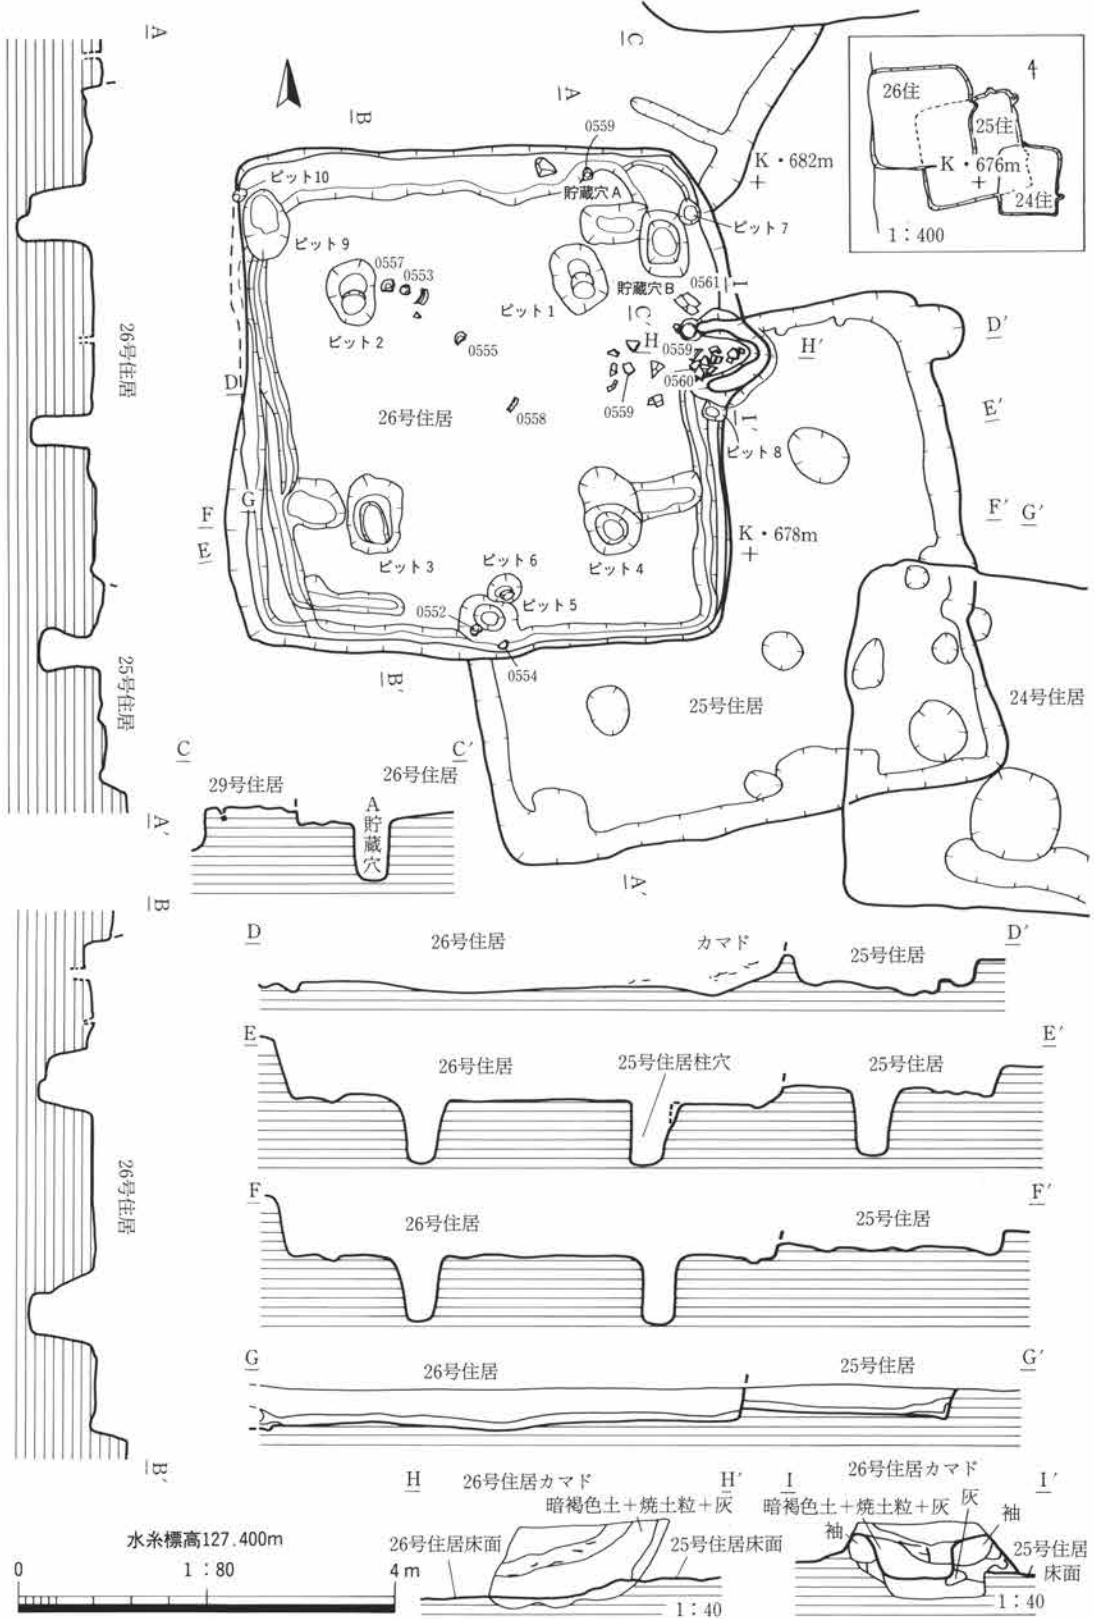 A
C
A
B
0559
26住
25住
K・676m
24住
1：400
K・682m
ピット10
貯蔵穴A
ピット7
ピット9
0557
0553
貯蔵穴B
0561
I
ピット1
C′
ピット2
0555
H
0559
H′
D′
0560
26号住居
D
0559
0558
26号住居
I′
E′
ピット8
G
F
E
F′
G′
K・678m
ピット3
ピット6
ピット4
ピット5
0552
0554
B′
25号住居
25号住居
24号住居
C
C′
29号住居
26号住居
A貯蔵穴
A′
A′
B
D
26号住居
カマド
25号住居
D′
E
26号住居
25号住居柱穴
25号住居
E′
26号住居
F
26号住居
25号住居
F′
G
26号住居
25号住居
G′
B′
H
26号住居カマド
H′
暗褐色土＋焼土粒＋灰
26号住居床面
25号住居床面
1：40
I
26号住居カマド
I′
暗褐色土＋焼土粒＋灰
灰
袖
袖
25号住居
床面
灰
1：40
水糸標高127.400m
0
1：80
4m